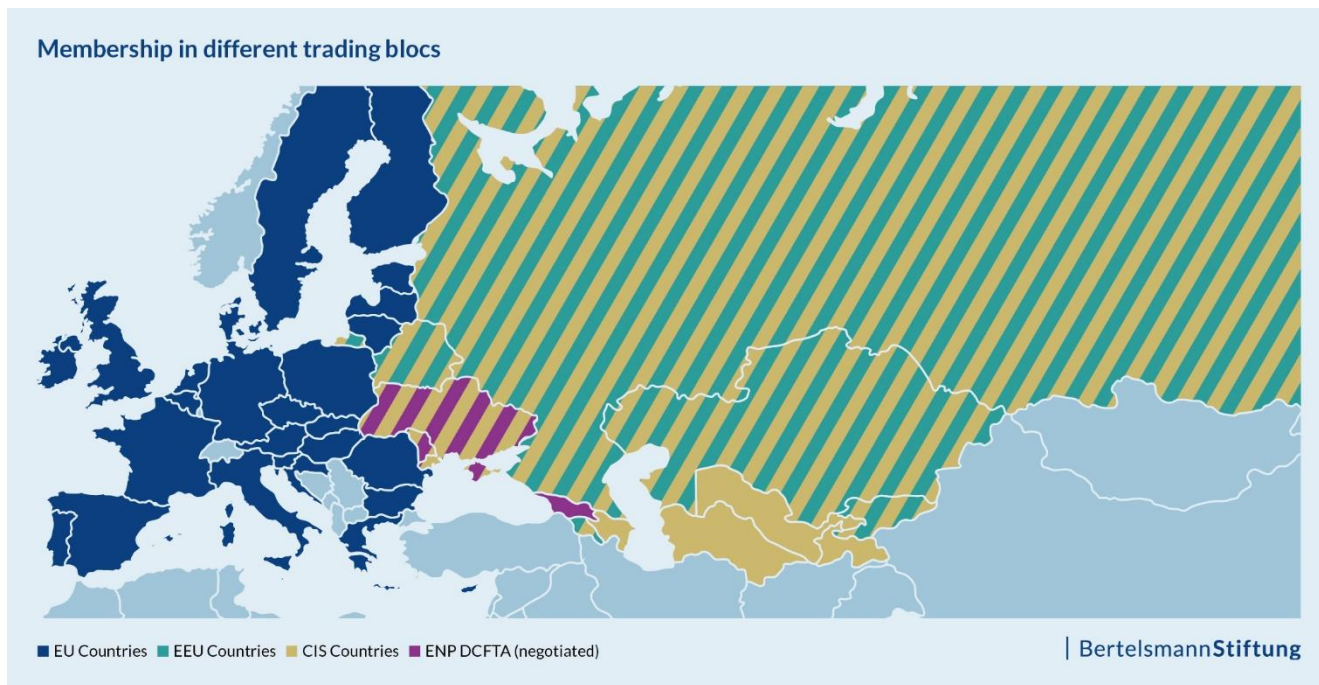 Membership in different trading blocs
EU Countries EEU Countries CIS Countries ENP DCFTA (negotiated)
BertelsmannStiftung